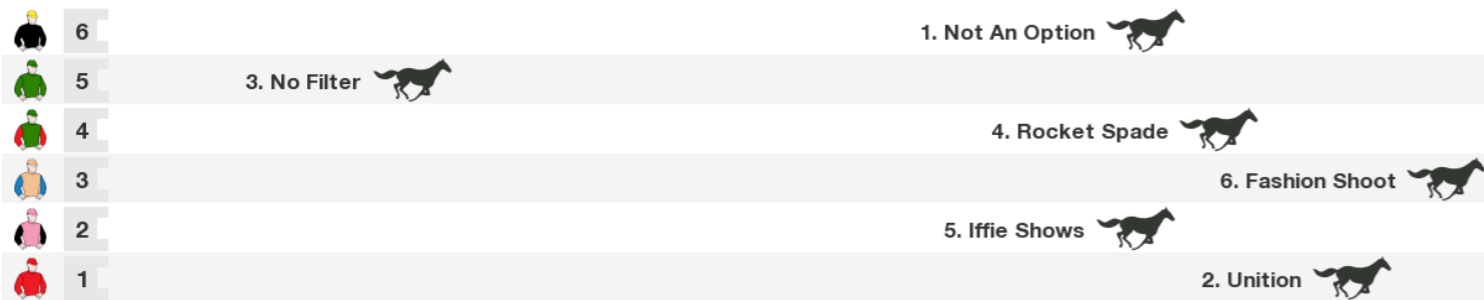 6 1. Not An Option
5 3. No Filter
4 4. Rocket Spade
3 6. Fashion Shoot
2 5. Iffie Shows
1 2. Unition